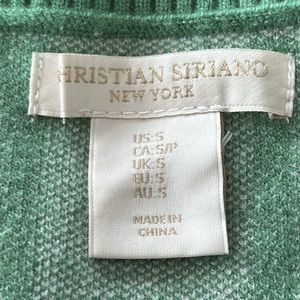 HRISTIAN SIRIANO
NEW YORK
US:S
CA:S/P
UK:S
EU:S
AU:S
MADE IN
CHINA